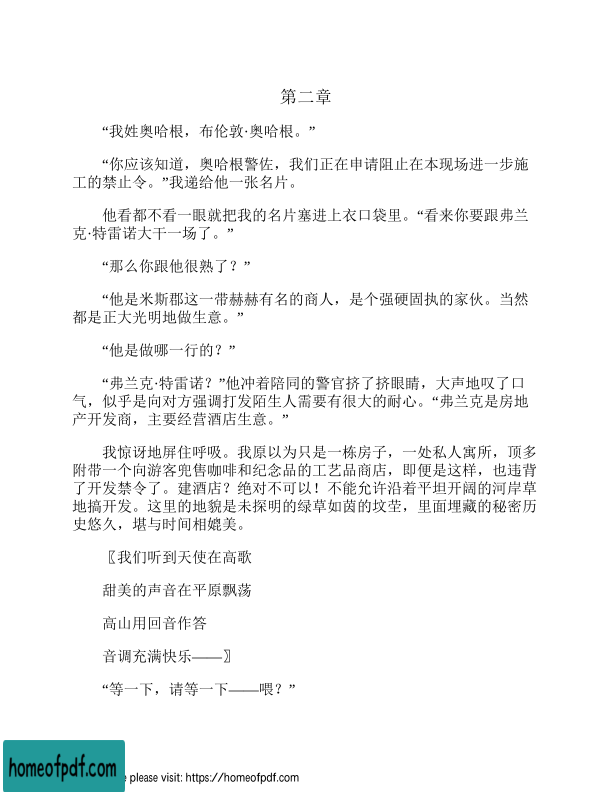 第二章
“我姓奥哈根，布伦敦·奥哈根。”
“你应该知道，奥哈根警佐，我们正在申请阻止在本现场进一步施
工的禁止令。”我递给他一张名片。
他看都不看一眼就把我的名片塞进上衣口袋里。“看来你要跟弗兰
克·特雷诺大干一场了。”
“那么你跟他很熟了？”
“他是米斯郡这一带赫赫有名的商人，是个强硬固执的家伙。当然
都是正大光明地做生意。”
“他是做哪一行的？”
“弗兰克·特雷诺？”他冲着陪同的警官挤了挤眼睛，大声地叹了口
气，似乎是向对方强调打发陌生人需要有很大的耐心。“弗兰克是房地
产开发商，主要经营酒店生意。”
我惊讶地屏住呼吸。我原以为只是一栋房子，一处私人寓所，顶多
附带一个向游客兜售咖啡和纪念品的工艺品商店，即便是这样，也违背
了开发禁令了。建酒店？绝对不可以！不能允许沿着平坦开阔的河岸草
地搞开发。这里的地貌是未探明的绿草如茵的坟茔，里面埋藏的秘密历
史悠久，堪与时间相媲美。
〖我们听到天使在高歌
甜美的声音在平原飘荡
高山用回音作答
音调充满快乐——〗
“等一下，请等一下——喂？”
homeofpdf.com
e please visit: https://homeofpdf.com